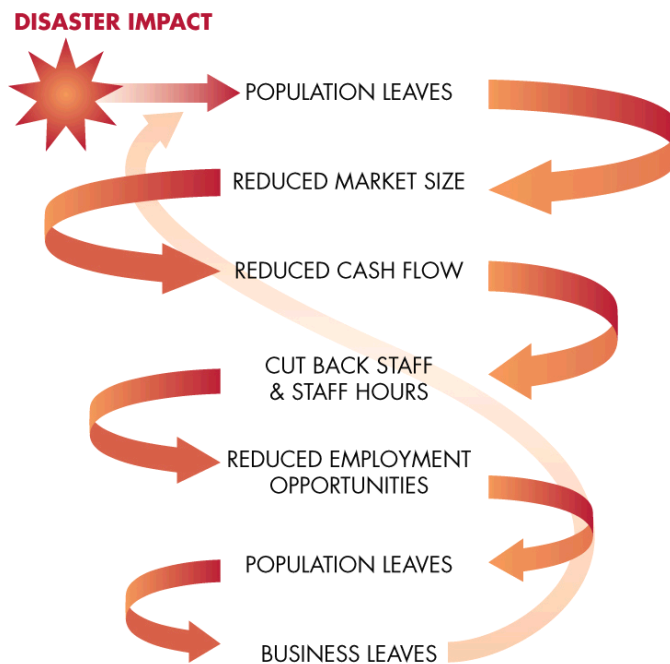 DISASTER IMPACT
POPULATION LEAVES
REDUCED MARKET SIZE
REDUCED CASH FLOW
CUT BACK STAFF
& STAFF HOURS
REDUCED EMPLOYMENT
OPPORTUNITIES
POPULATION LEAVES
BUSINESS LEAVES